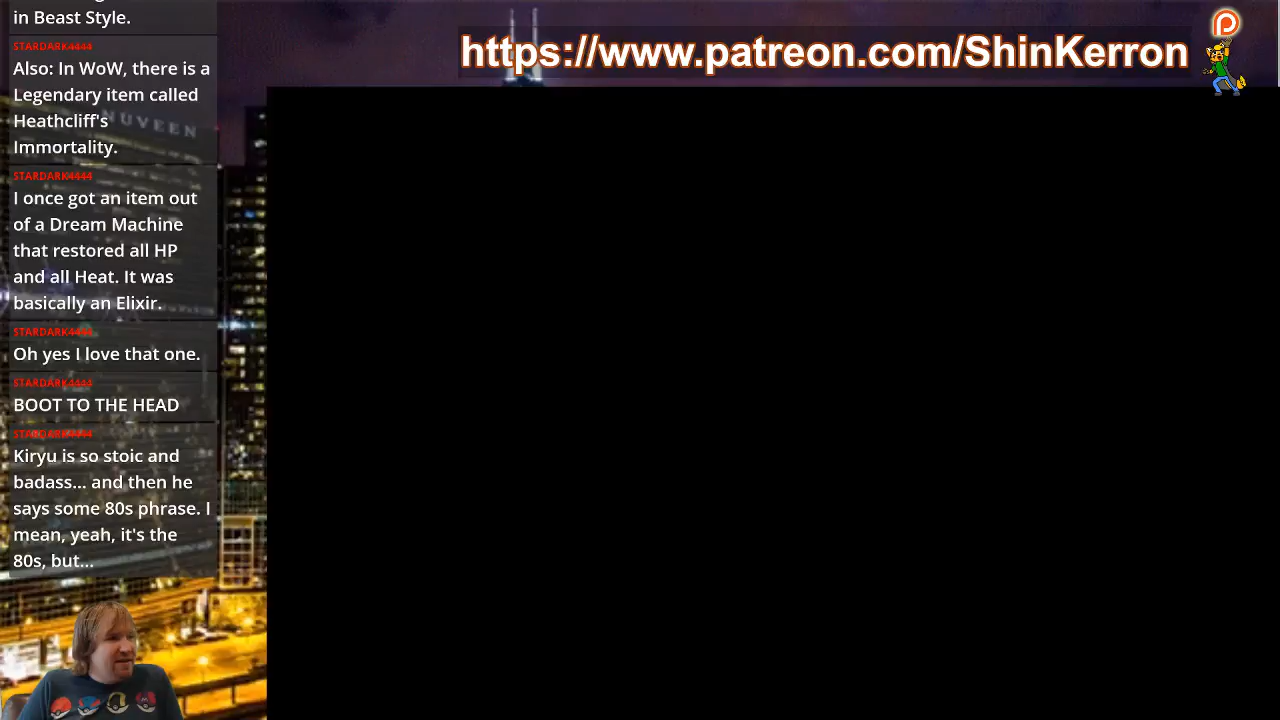 in Beast Style.
STARDARK4444
Also: In WoW, there is a
Legendary item called
Heathcliff's
Immortality.
NUVEEN
STARDARK4444
I once got an item out
of a Dream Machine
that restored all HP
and all Heat. It was
basically an Elixir.
STARDARK4444
Oh yes I love that one.
STARDARK4444
BOOT TO THE HEAD
STARDARK4444
Kiryu is so stoic and
badass... and then he
says some 80s phrase. I
mean, yeah, it's the
80s, but...
https://www.patreon.com/ShinKerron